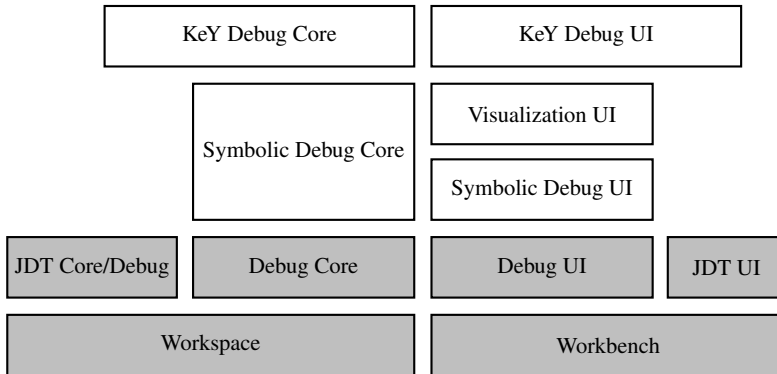 KeY Debug Core
KeY Debug UI
Symbolic Debug Core
Visualization UI
Symbolic Debug UI
JDT Core/Debug
Debug Core
Debug UI
JDT UI
Workspace
Workbench